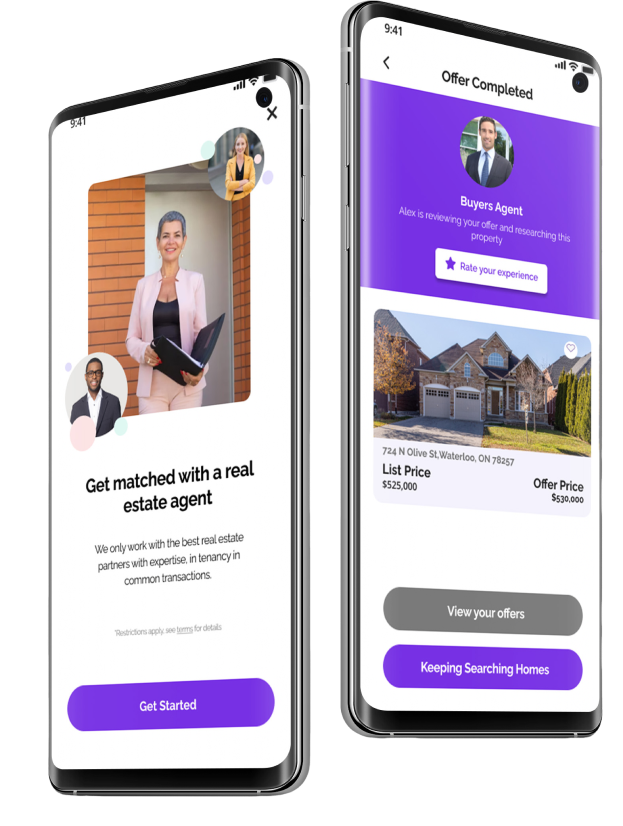 9:41
Get matched with a real
estate agent
We only work with the best real estate
partners with expertise, in tenancy in
common transactions.
*Restrictions apply, see terms for details
Get Started
9:41
Offer Completed
Buyers Agent
Alex is reviewing your offer and researching this
property
Rate your experience
724 N Olive St,Waterloo, ON 78257
List Price
$525,000
Offer Price
$530,000
View your offers
Keeping Searching Homes